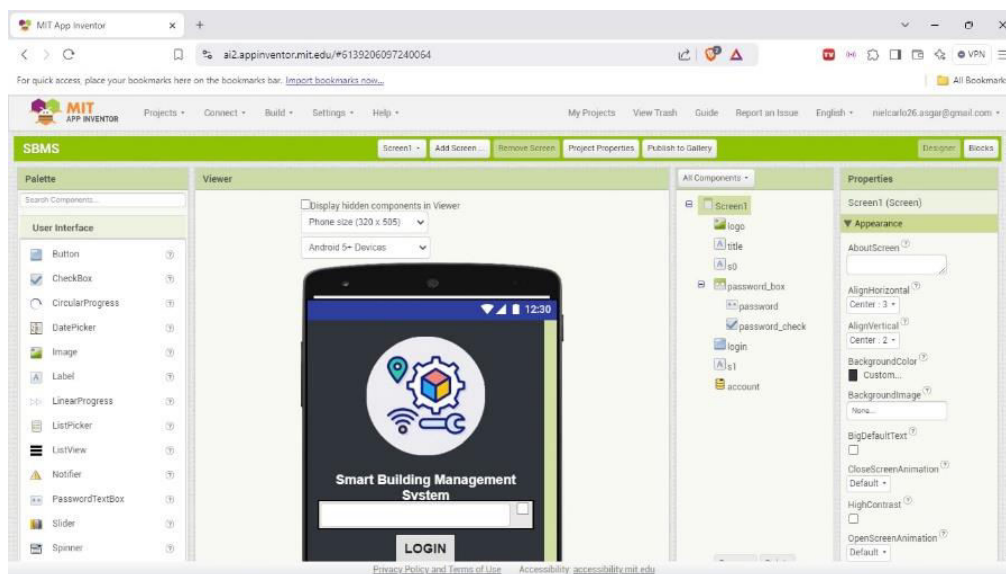 MIT App Inventor
ai2.appinventor.mit.edu/#6139206097240064
VPN
For quick access, place your bookmarks here on the bookmarks bar. Import bookmarks now...
All Bookmark
MIT
APP INVENTOR
Projects
Connect
Build
Settings
Help
My Projects
View Trash
Guide
Report an Issue
English
nielcarlo26.asgar@gmail.com
SBMS
Screen1
Add Screen ...
Remove Screen
Project Properties
Publish to Gallery
Designer
Blocks
Palette
Search Components...
User Interface
Button
CheckBox
CircularProgress
DatePicker
Image
Label
LinearProgress
ListPicker
ListView
Notifier
PasswordTextBox
Slider
Spinner
Viewer
Display hidden components in Viewer
Phone size (320 x 505)
Android 5+ Devices
12:30
Smart Building Management
System
LOGIN
All Components
Screen1
logo
title
s0
password_box
password
password_check
login
s1
account
Properties
Screen1 (Screen)
Appearance
AboutScreen
AlignHorizontal
Center : 3
AlignVertical
Center : 2
BackgroundColor
Custom...
BackgroundImage
None...
BigDefaultText
CloseScreenAnimation
Default
HighContrast
OpenScreenAnimation
Default
Privacy Policy and Terms of Use
Accessibility: accessibility.mit.edu